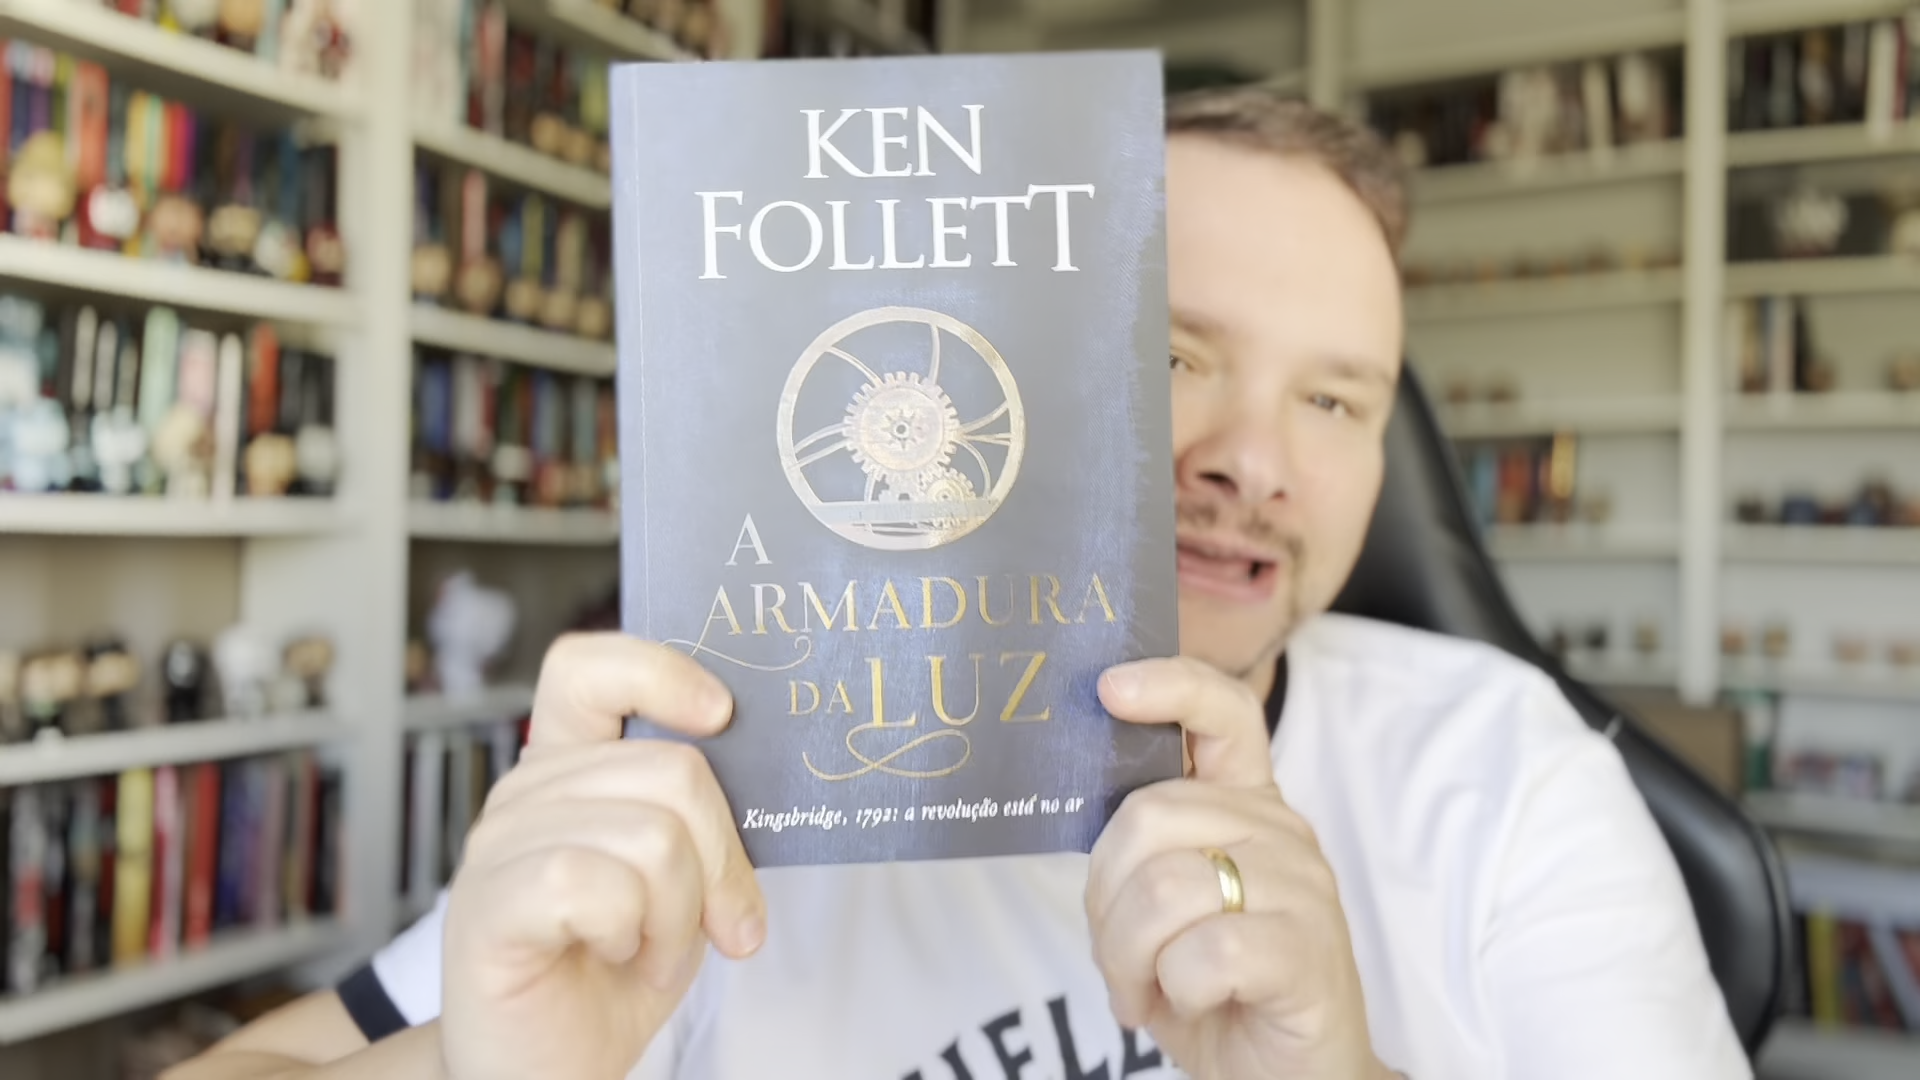 KEN
FOLLETT
A
ARMADURA
DA LUZ
Kingsbridge, 1792: a revolução está no ar